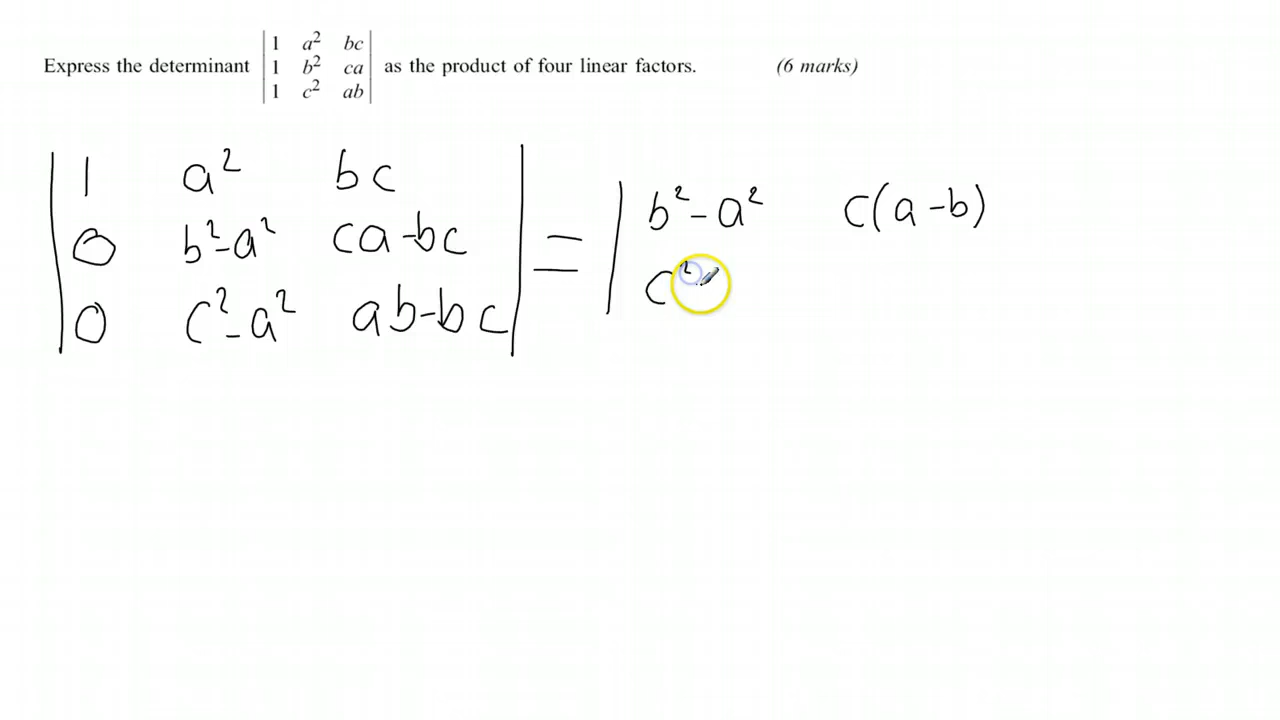 Express the determinant | 1 a² bc | as the product of four linear factors. (6 marks)
| 1 b² ca |
| 1 c² ab |
| 1 a² bc |
| 0 b²-a² ca-bc | = | b²-a² c(a-b)
| 0 c²-a² ab-bc | | c²